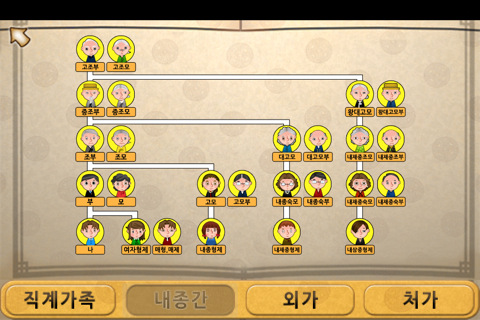 고조부 고조모
증조부 증조모 왕대고모 왕대고모부
조부 조모 대고모 대고모부 내재종조모 내재종조부
부 모 고모 고모부 내종숙모 내종숙부 내재종숙모 내재종숙부
나 여자형제 매형,매제 내종형제 내재종형제 내삼종형제
직계가족 내종간 외가 처가